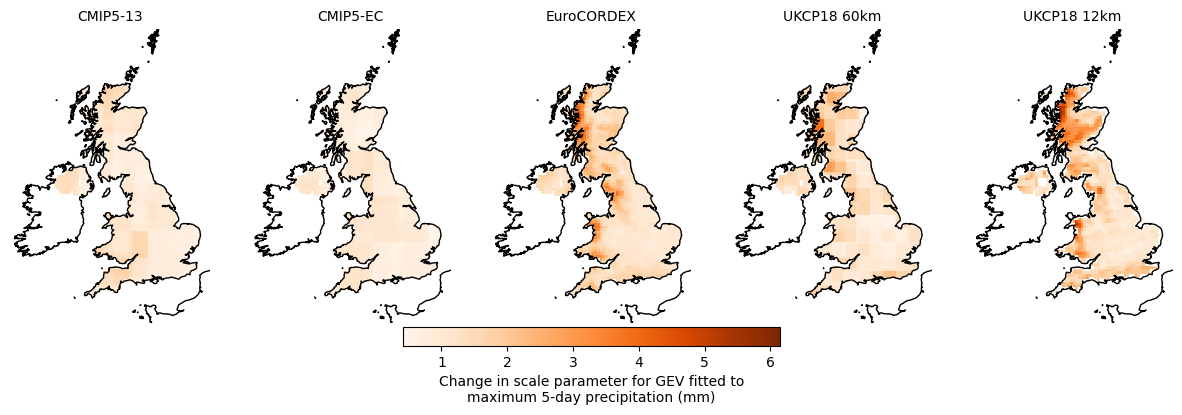 CMIP5-13 CMIP5-EC EuroCORDEX UKCP18 60km UKCP18 12km
1 2 3 4 5 6
Change in scale parameter for GEV fitted to
maximum 5-day precipitation (mm)